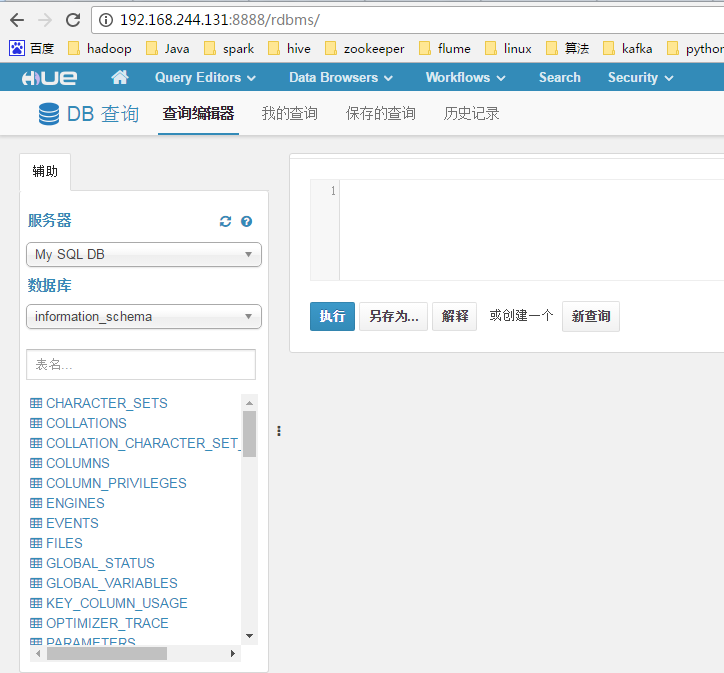 192.168.244.131:8888/rdbms/
百度 hadoop Java spark hive zookeeper flume linux 算法 kafka python
HUE Query Editors Data Browsers Workflows Search Security
DB 查询 查询编辑器 我的查询 保存的查询 历史记录
辅助
服务器
My SQL DB
数据库
information_schema
表名...
CHARACTER_SETS
COLLATIONS
COLLATION_CHARACTER_SET_
COLUMNS
COLUMN_PRIVILEGES
ENGINES
EVENTS
FILES
GLOBAL_STATUS
GLOBAL_VARIABLES
KEY_COLUMN_USAGE
OPTIMIZER_TRACE
PARAMETERS
1
执行 另存为... 解释 或创建一个 新查询